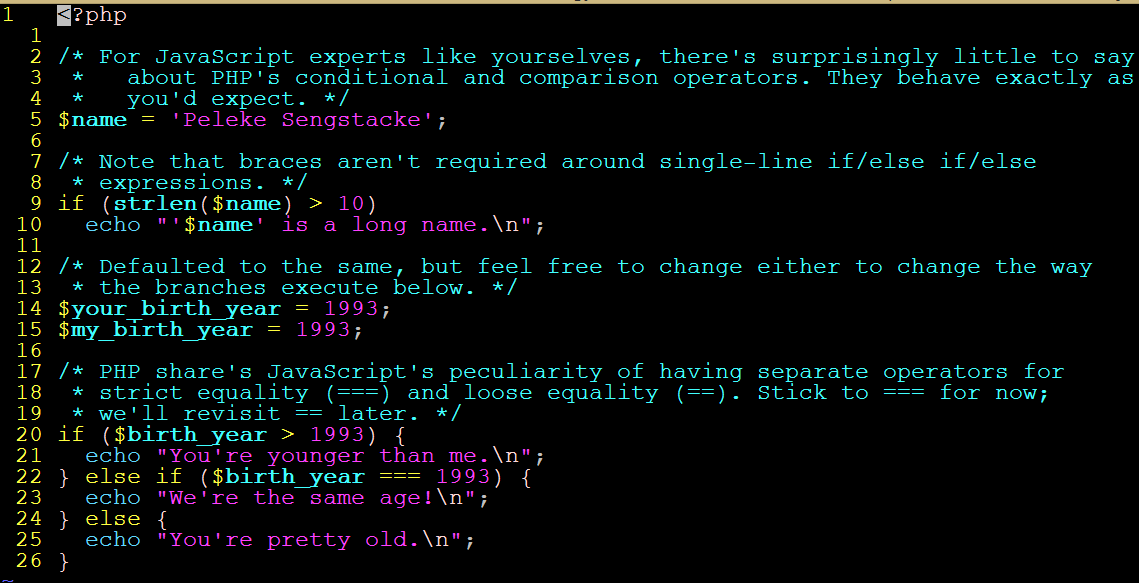 1   <?php
  1
  2 /* For JavaScript experts like yourselves, there's surprisingly little to say
  3  *   about PHP's conditional and comparison operators. They behave exactly as
  4  *   you'd expect. */
  5 $name = 'Peleke Sengstacke';
  6
  7 /* Note that braces aren't required around single-line if/else if/else
  8  * expressions. */
  9 if (strlen($name) > 10)
 10   echo "'$name' is a long name.\n";
 11
 12 /* Defaulted to the same, but feel free to change either to change the way
 13  * the branches execute below. */
 14 $your_birth_year = 1993;
 15 $my_birth_year = 1993;
 16
 17 /* PHP share's JavaScript's peculiarity of having separate operators for
 18  * strict equality (===) and loose equality (==). Stick to === for now;
 19  * we'll revisit == later. */
 20 if ($birth_year > 1993) {
 21   echo "You're younger than me.\n";
 22 } else if ($birth_year === 1993) {
 23   echo "We're the same age!\n";
 24 } else {
 25   echo "You're pretty old.\n";
 26 }
~